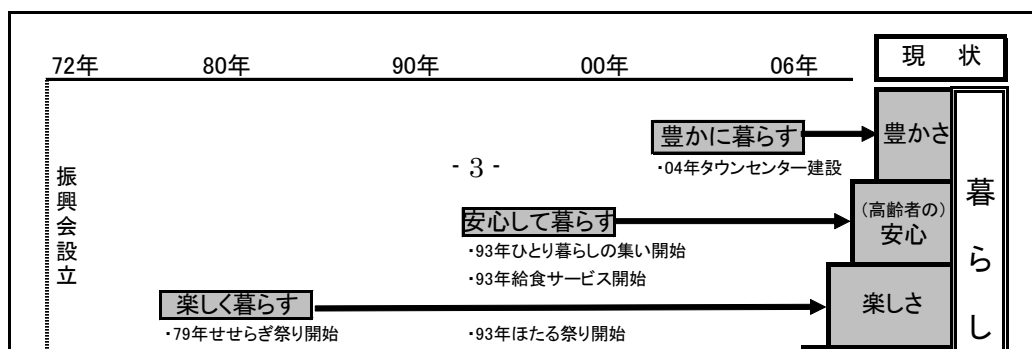 現 状
72年 80年 90年 00年 06年
豊かに暮らす 豊かさ
- 3 -
・04年タウンセンター建設
振興会設立
安心して暮らす (高齢者の)
安心
・93年ひとり暮らしの集い開始
・93年給食サービス開始
楽しく暮らす 楽しさ
・79年せせらぎ祭り開始 ・93年ほたる祭り開始
暮らし